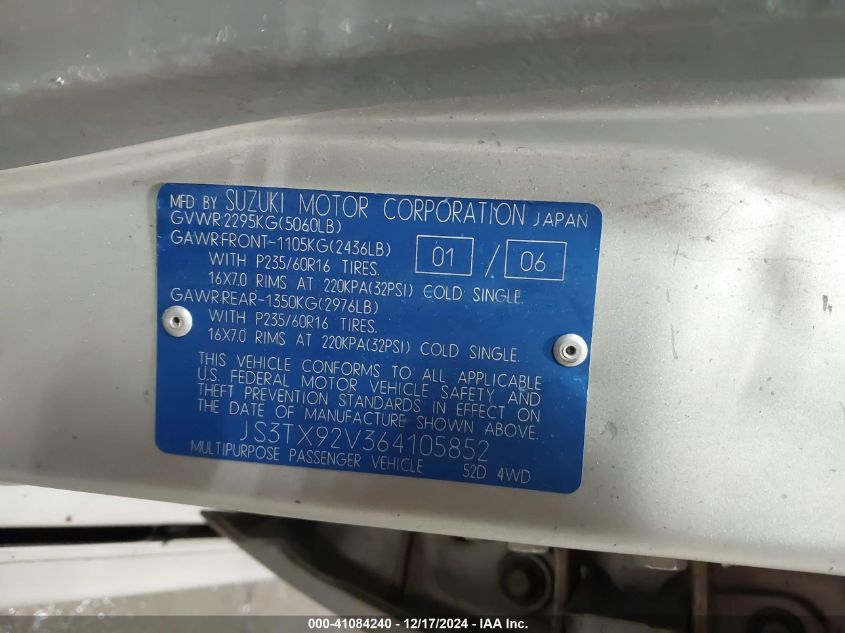 MFD BY SUZUKI MOTOR CORPORATION JAPAN
GVWR:2295KG(5060LB)
GAWR:FRONT-1105KG(2436LB) 01 / 06
WITH P235/60R16 TIRES.
16X7.0 RIMS AT 220KPA(32PSI) COLD SINGLE.
GAWR:REAR-1350KG(2976LB)
WITH P235/60R16 TIRES.
16X7.0 RIMS AT 220KPA(32PSI) COLD SINGLE.
THIS VEHICLE CONFORMS TO ALL APPLICABLE
U.S. FEDERAL MOTOR VEHICLE SAFETY AND
THEFT PREVENTION STANDARDS IN EFFECT ON
THE DATE OF MANUFACTURE SHOWN ABOVE.
JS3TX92V364105852
MULTIPURPOSE PASSENGER VEHICLE 52D 4WD
000-41084240 - 12/17/2024 - IAA Inc.